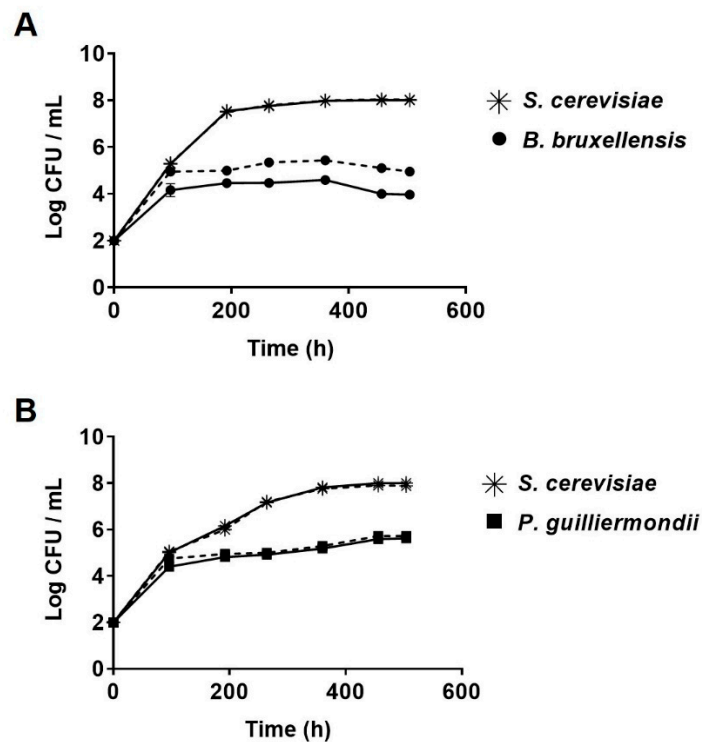 A
10
8
6
4
2
0
Log CFU / mL
0 200 400 600
Time (h)
S. cerevisiae
B. bruxellensis
B
10
8
6
4
2
0
Log CFU / mL
0 200 400 600
Time (h)
S. cerevisiae
P. guilliermondii